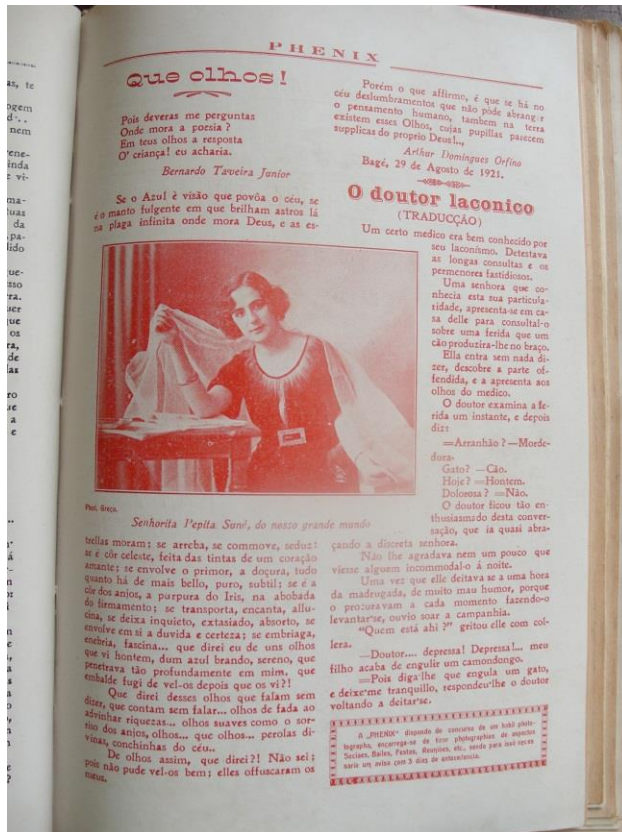 PHENIX
Que olhos!
Pois deveras me perguntas
Onde mora a poesia?
Em teus olhos a resposta
O' criança! eu acharia.
Bernardo Taveira Junior
Se o Azul è visão que povôa o céu, se
é o manto fulgente em que brilham astros lá
na plaga infinita onde mora Deus, e as es-
Phot. Greco.
Senhorita Pepita Suné, do nosso grande mundo
trellas moram; se arreba, se commove, seduz:
se é côr celeste, feita das tintas de um coração
amante; se envolve o primor, a doçura, tudo
quanto há de mais bello, puro, subtil; se é a
côr dos anjos, a purpura do Iris, na abobada
do firmamento; se transporta, encanta, allu-
cina, se deixa inquieto, extasiado, absorto, se
envolve em si a duvida e certeza; se embriaga,
enebria, fascina... que direi eu de uns olhos
que vi hontem, dum azul brando, sereno, que
penetrava tão profundamente em mim, que
embalde fugi de vel-os depois que os vi?!
Que direi desses olhos que falam sem
dizer, que contam sem falar... olhos de fada ao
advinhar riquezas... olhos suaves como o sor-
riso dos anjos, olhos... que olhos... perolas di-
vinas, conchinhas do céu..
De olhos assim, que direi?! Não sei;
pois não pude vel-os bem; elles offuscaram os
meus.
Porém o que affirmo, é que se há no
céu deslumbramentos que não pòde abranger
o pensamento humano, tambem na terra
existem esses Olhos, cujas pupillas parecem
supplicas do proprio Deus!..,
Arthur Domingues Orfino
Bagé, 29 de Agosto de 1921.
O doutor laconico
(TRADUCÇÃO)
Um certo medico era bem conhecido por
seu laconísmo. Detestava
as longas consultas e os
permenores fastidiosos.
Uma senhora que co-
nhecia esta sua particula-
ridade, apresenta-se em ca-
sa delle para consultal-o
sobre uma ferida que um
cão produzira-lhe no braço.
Ella entra sem nada di-
zer, descobre a parte of-
fendida, e a apresenta aos
olhos do medico.
O doutor examina a fe-
rida um instante, e depois
diz:
=Arranhão? —Morde-
dura-
Gato? —Cão.
Hoje? =Hontem.
Dolorosa? =Não.
O doutor ficou tão en-
thusiasmado desta conver-
sação, que ia quasi abra-
çando a discreta senhora.
Não lhe agradava nem um pouco que
viesse alguem incommodal-o á noite.
Uma vez que elle deitava se a uma hora
da madrugada, de muito mau humor, porque
o procuravam a cada momento fazendo-o
levantar'se, ouvio soar a campanhia.
"Quem está ahi?" gritou elle com col-
lera.
—Doutor.... depressa! Depressa!... meu
filho acaba de engulir um camondongo.
=Pois diga'lhe que engula um gato,
e deixe'me tranquillo, respondeu'lhe o doutor
voltando a deitar'se.
A „PHENIX" dispondo do concurso de um habil photo-
grapho, encarrega-se de tirar photographias de aspectos
Sociaes, Bailes, Festas, Reuniões, etc., sendo para isso neces
sario um aviso com 3 dias de antecedencia.